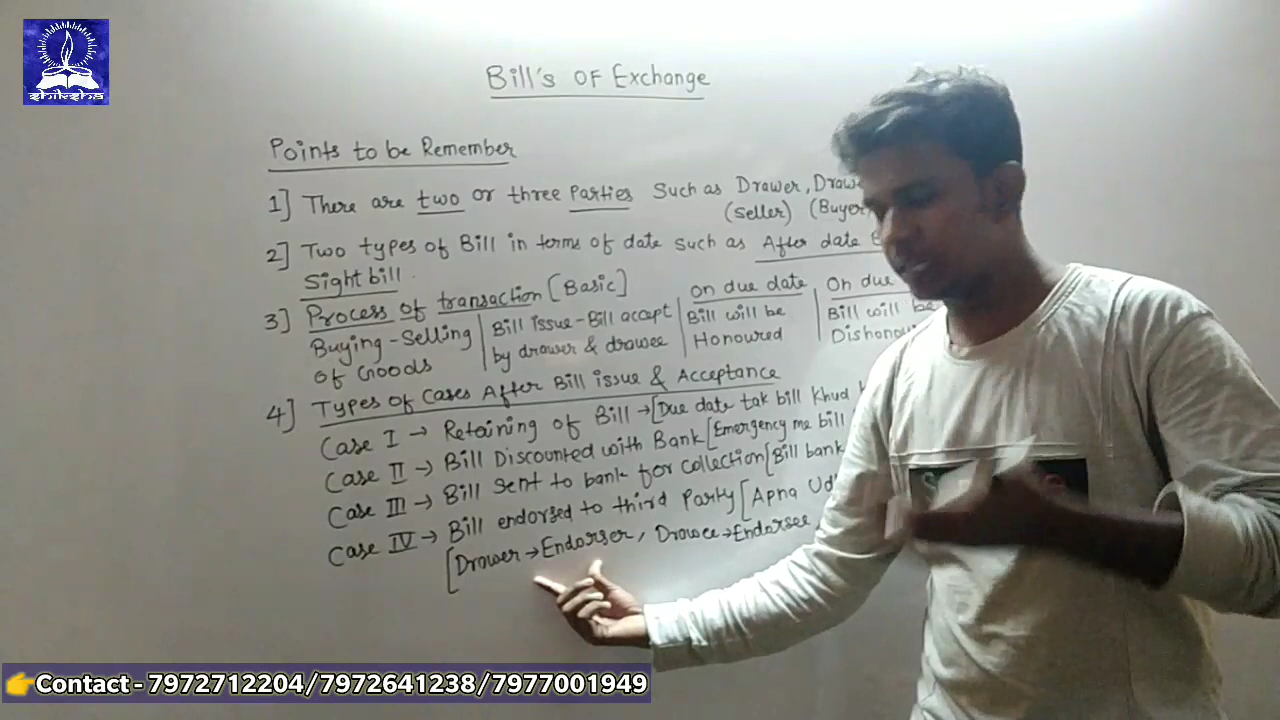 shiksha
Bill's OF Exchange
Points to be Remember
1] There are two or three Parties Such as Drawer,
(Seller) (Buyer
2] Two types of Bill in terms of date such as After date
Sight bill.
3] Process of transaction [Basic]
Buying-Selling of Goods
Bill issue-Bill accept by drawer & drawee
on due date
Bill will be Honoured
On due
Bill will be
4] Types of Cases After Bill issue & Acceptance
Case I → Retaining of Bill → [Due date tak bill khud
Case II → Bill Discounted with Bank [Emergency me bill
Case III → Bill Sent to bank for collection [Bill bank
Case IV → Bill endorsed to third Party [Apna
[Drawer → Endorser, Drawee → Endorsee
👉Contact - 7972712204/7972641238/7977001949